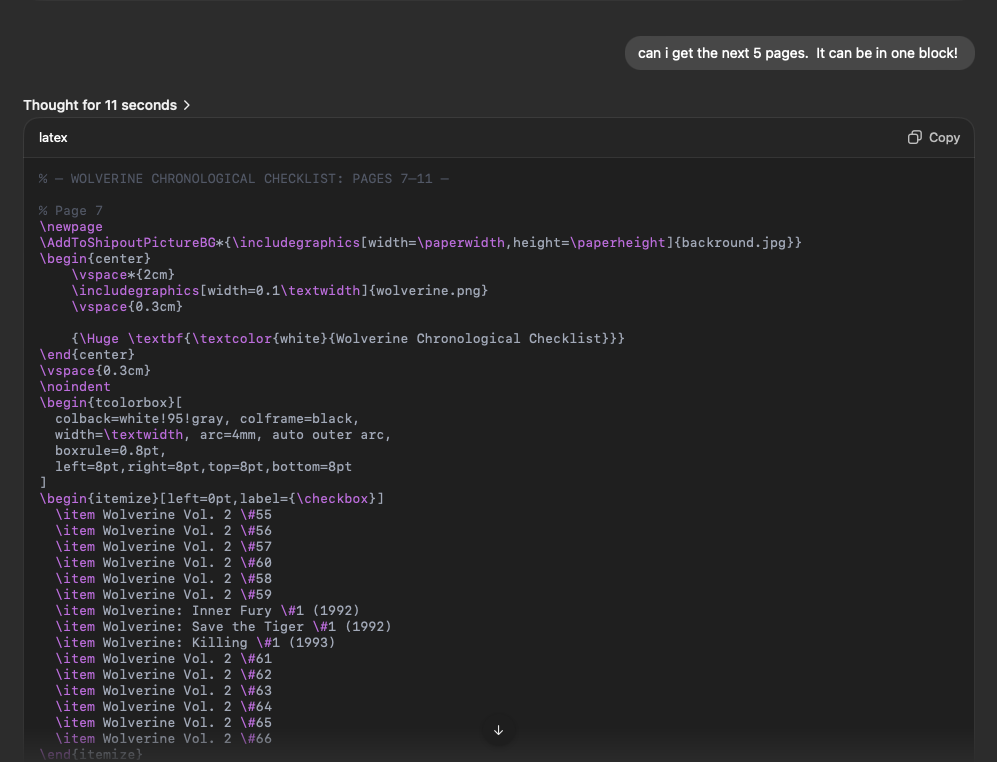 can i get the next 5 pages.  It can be in one block!
Thought for 11 seconds >
latex
Copy
% — WOLVERINE CHRONOLOGICAL CHECKLIST: PAGES 7–11 —
% Page 7
\newpage
\AddToShipoutPictureBG*{\includegraphics[width=\paperwidth,height=\paperheight]{backround.jpg}}
\begin{center}
    \vspace*{2cm}
    \includegraphics[width=0.1\textwidth]{wolverine.png}
    \vspace{0.3cm}
    {\Huge \textbf{\textcolor{white}{Wolverine Chronological Checklist}}}
\end{center}
\vspace{0.3cm}
\noindent
\begin{tcolorbox}[
  colback=white!95!gray, colframe=black,
  width=\textwidth, arc=4mm, auto outer arc,
  boxrule=0.8pt,
  left=8pt,right=8pt,top=8pt,bottom=8pt
]
\begin{itemize}[left=0pt,label={\checkbox}]
  \item Wolverine Vol. 2 \#55
  \item Wolverine Vol. 2 \#56
  \item Wolverine Vol. 2 \#57
  \item Wolverine Vol. 2 \#60
  \item Wolverine Vol. 2 \#58
  \item Wolverine Vol. 2 \#59
  \item Wolverine: Inner Fury \#1 (1992)
  \item Wolverine: Save the Tiger \#1 (1992)
  \item Wolverine: Killing \#1 (1993)
  \item Wolverine Vol. 2 \#61
  \item Wolverine Vol. 2 \#62
  \item Wolverine Vol. 2 \#63
  \item Wolverine Vol. 2 \#64
  \item Wolverine Vol. 2 \#65
  \item Wolverine Vol. 2 \#66
\end{itemize}